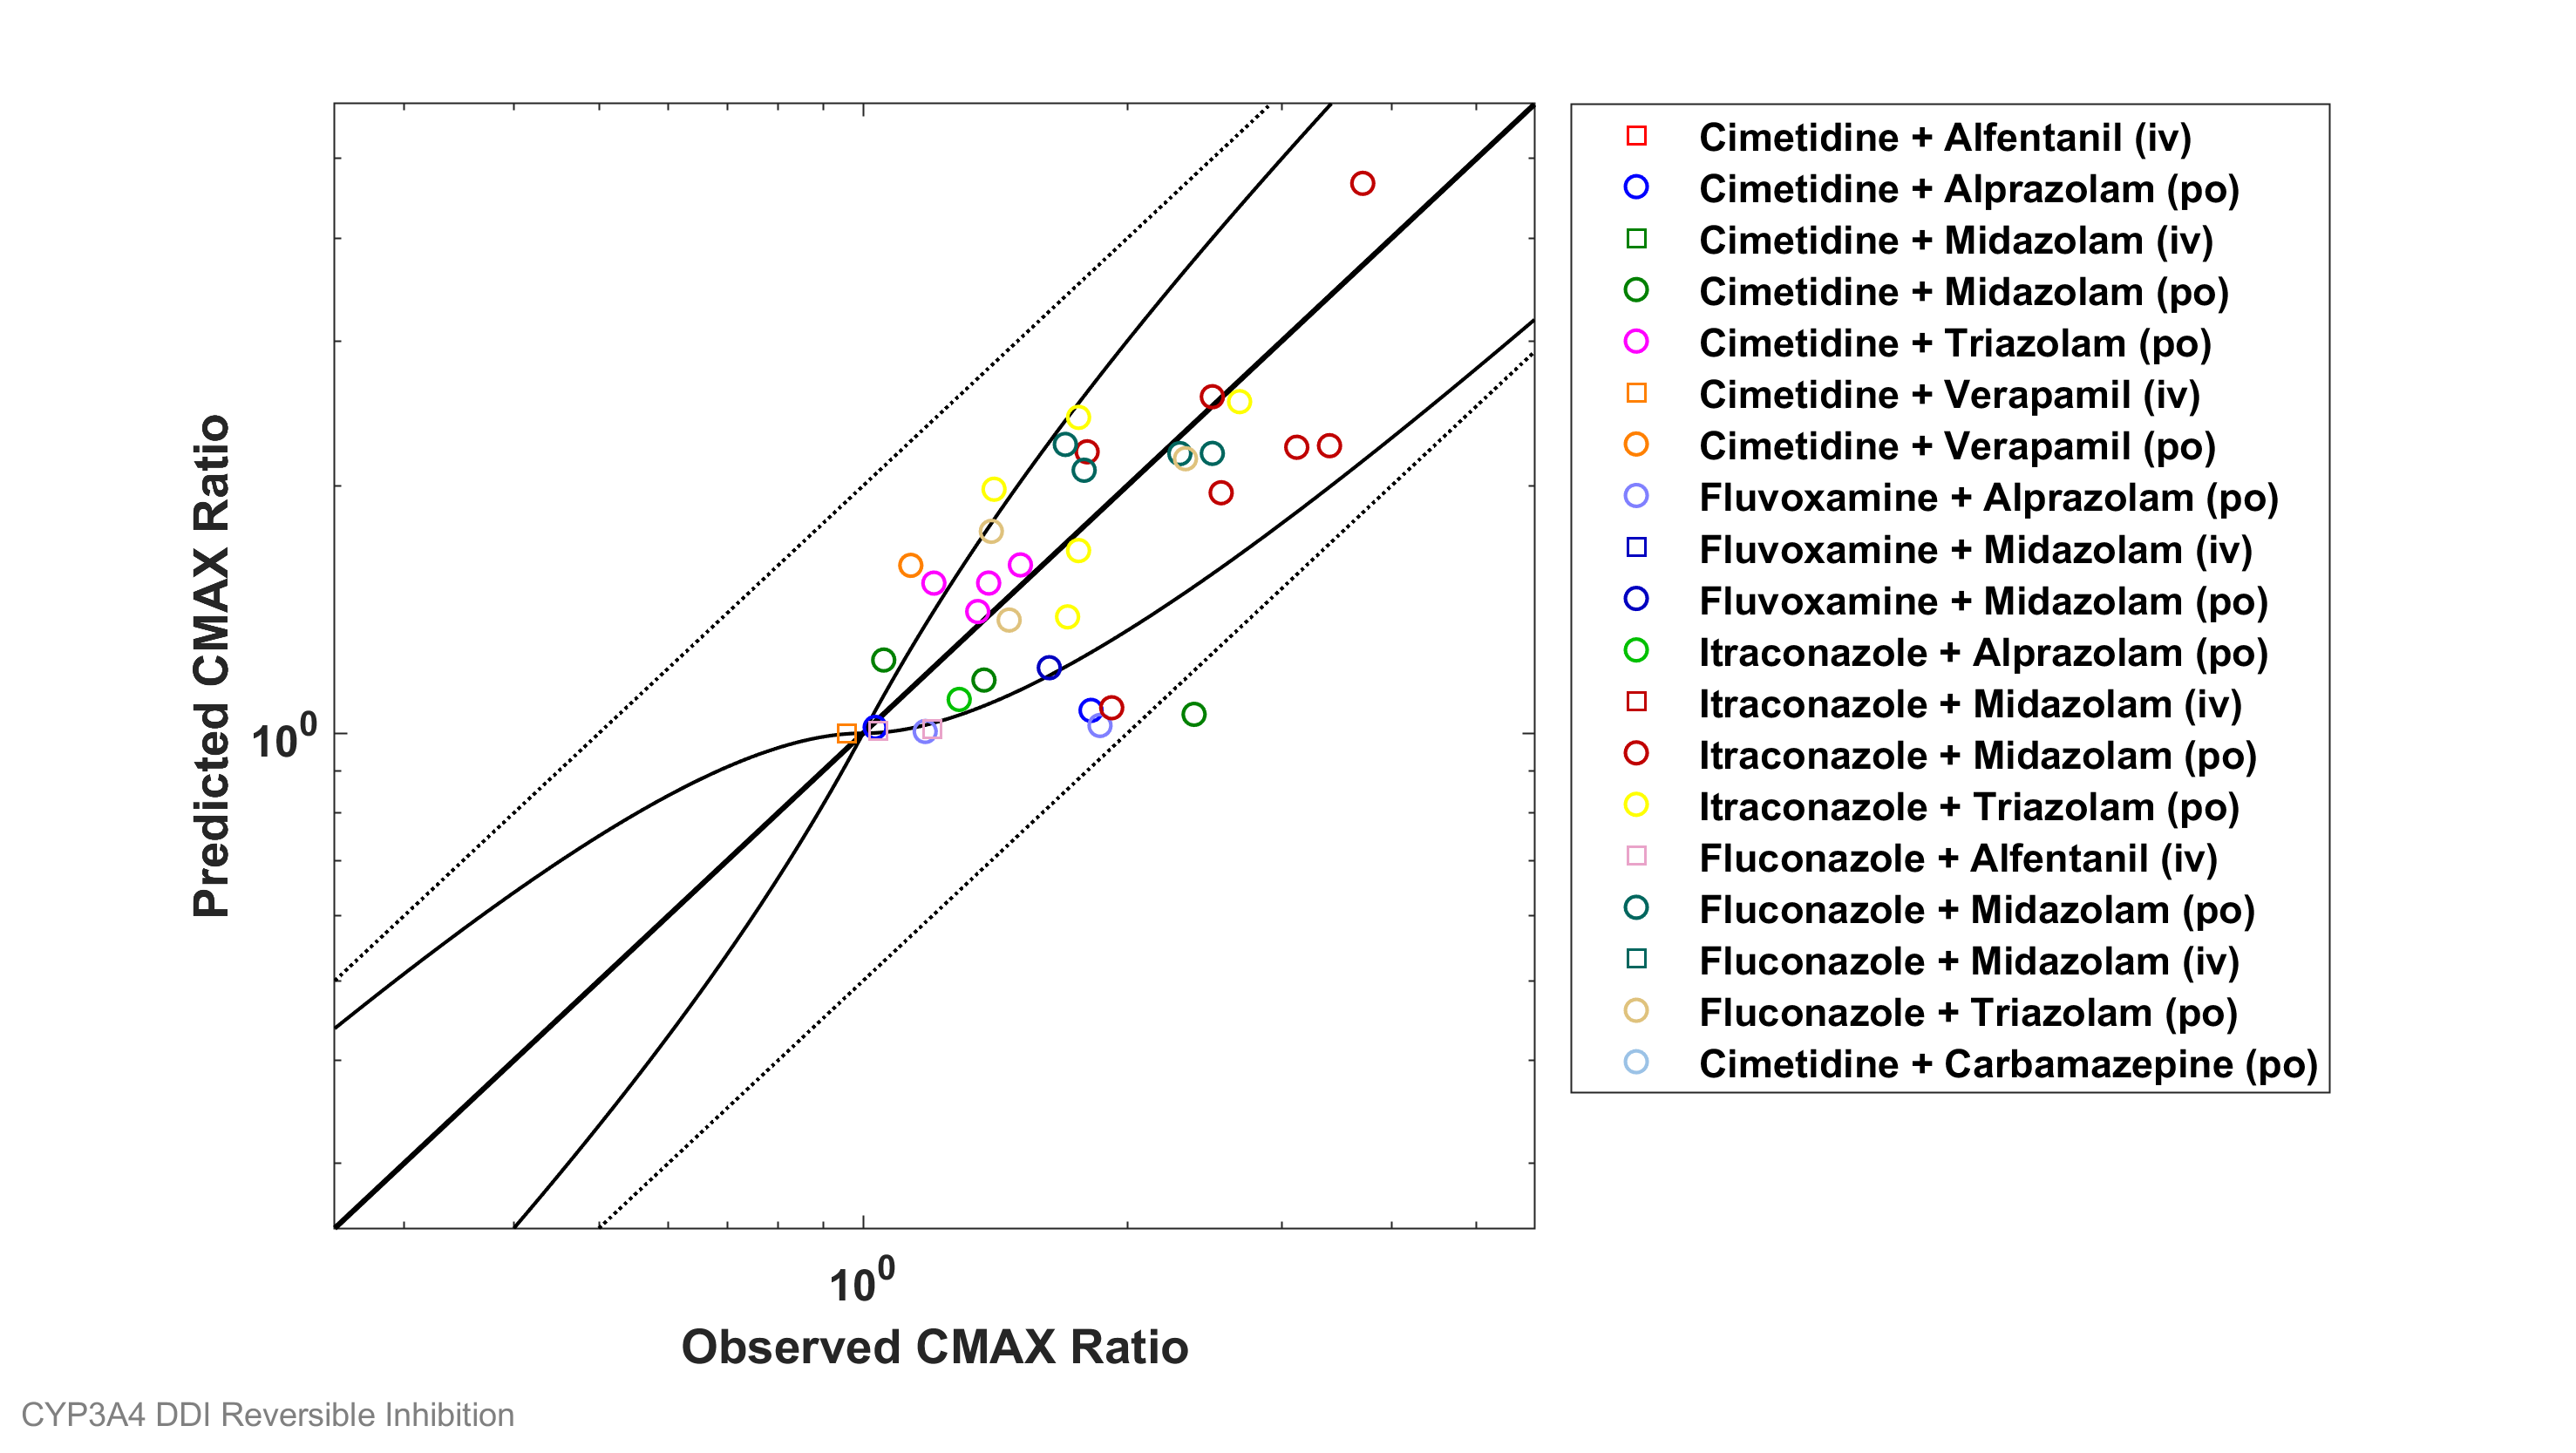 Predicted CMAX Ratio
10^0
10^0
Observed CMAX Ratio
Cimetidine + Alfentanil (iv)
Cimetidine + Alprazolam (po)
Cimetidine + Midazolam (iv)
Cimetidine + Midazolam (po)
Cimetidine + Triazolam (po)
Cimetidine + Verapamil (iv)
Cimetidine + Verapamil (po)
Fluvoxamine + Alprazolam (po)
Fluvoxamine + Midazolam (iv)
Fluvoxamine + Midazolam (po)
Itraconazole + Alprazolam (po)
Itraconazole + Midazolam (iv)
Itraconazole + Midazolam (po)
Itraconazole + Triazolam (po)
Fluconazole + Alfentanil (iv)
Fluconazole + Midazolam (po)
Fluconazole + Midazolam (iv)
Fluconazole + Triazolam (po)
Cimetidine + Carbamazepine (po)
CYP3A4 DDI Reversible Inhibition